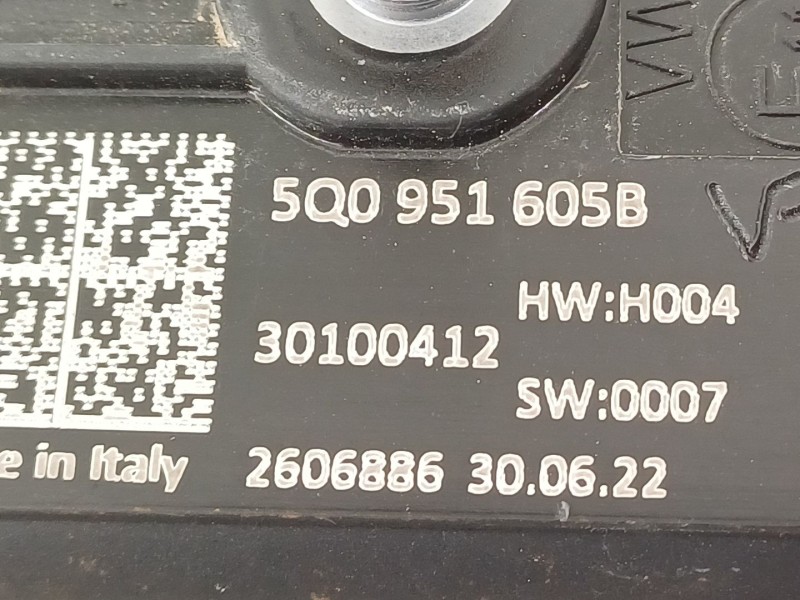 5Q0 951 605B
HW:H004
30100412
SW:0007
e in Italy
2606886 30.06.22